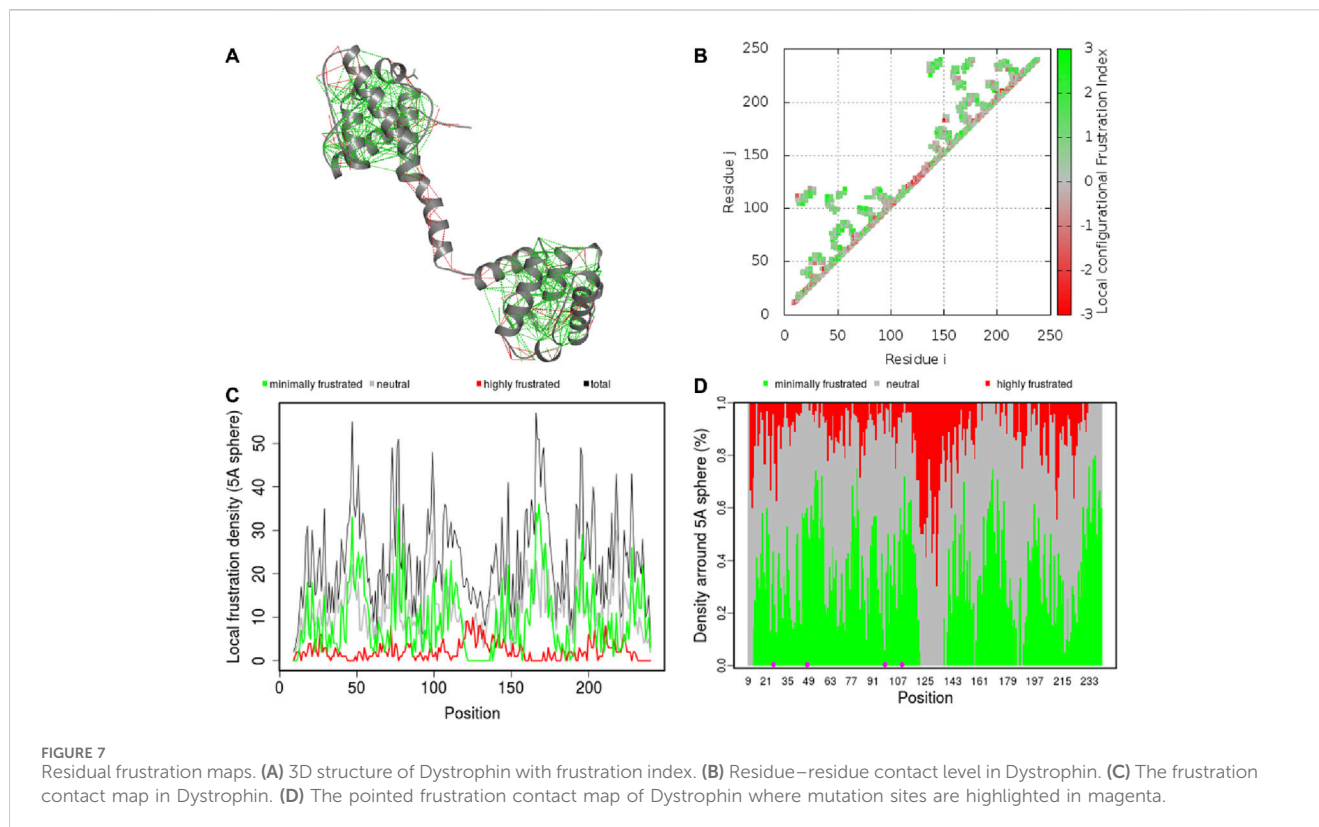 A
B
250
200
150
100
50
0
Residue j
0 50 100 150 200 250
Residue i
3
2
1
0
-1
-2
-3
Local configurational Frustration Index
minimally frustrated neutral highly frustrated total
C
50
40
30
20
10
0
Local frustration density (5A sphere)
0 50 100 150 200
Position
minimally frustrated neutral highly frustrated
D
1.0
0.8
0.6
0.4
0.2
0.0
Density arround 5A sphere (%)
9 21 35 49 63 77 91 107 125 143 161 179 197 215 233
Position
FIGURE 7
Residual frustration maps. (A) 3D structure of Dystrophin with frustration index. (B) Residue–residue contact level in Dystrophin. (C) The frustration
contact map in Dystrophin. (D) The pointed frustration contact map of Dystrophin where mutation sites are highlighted in magenta.